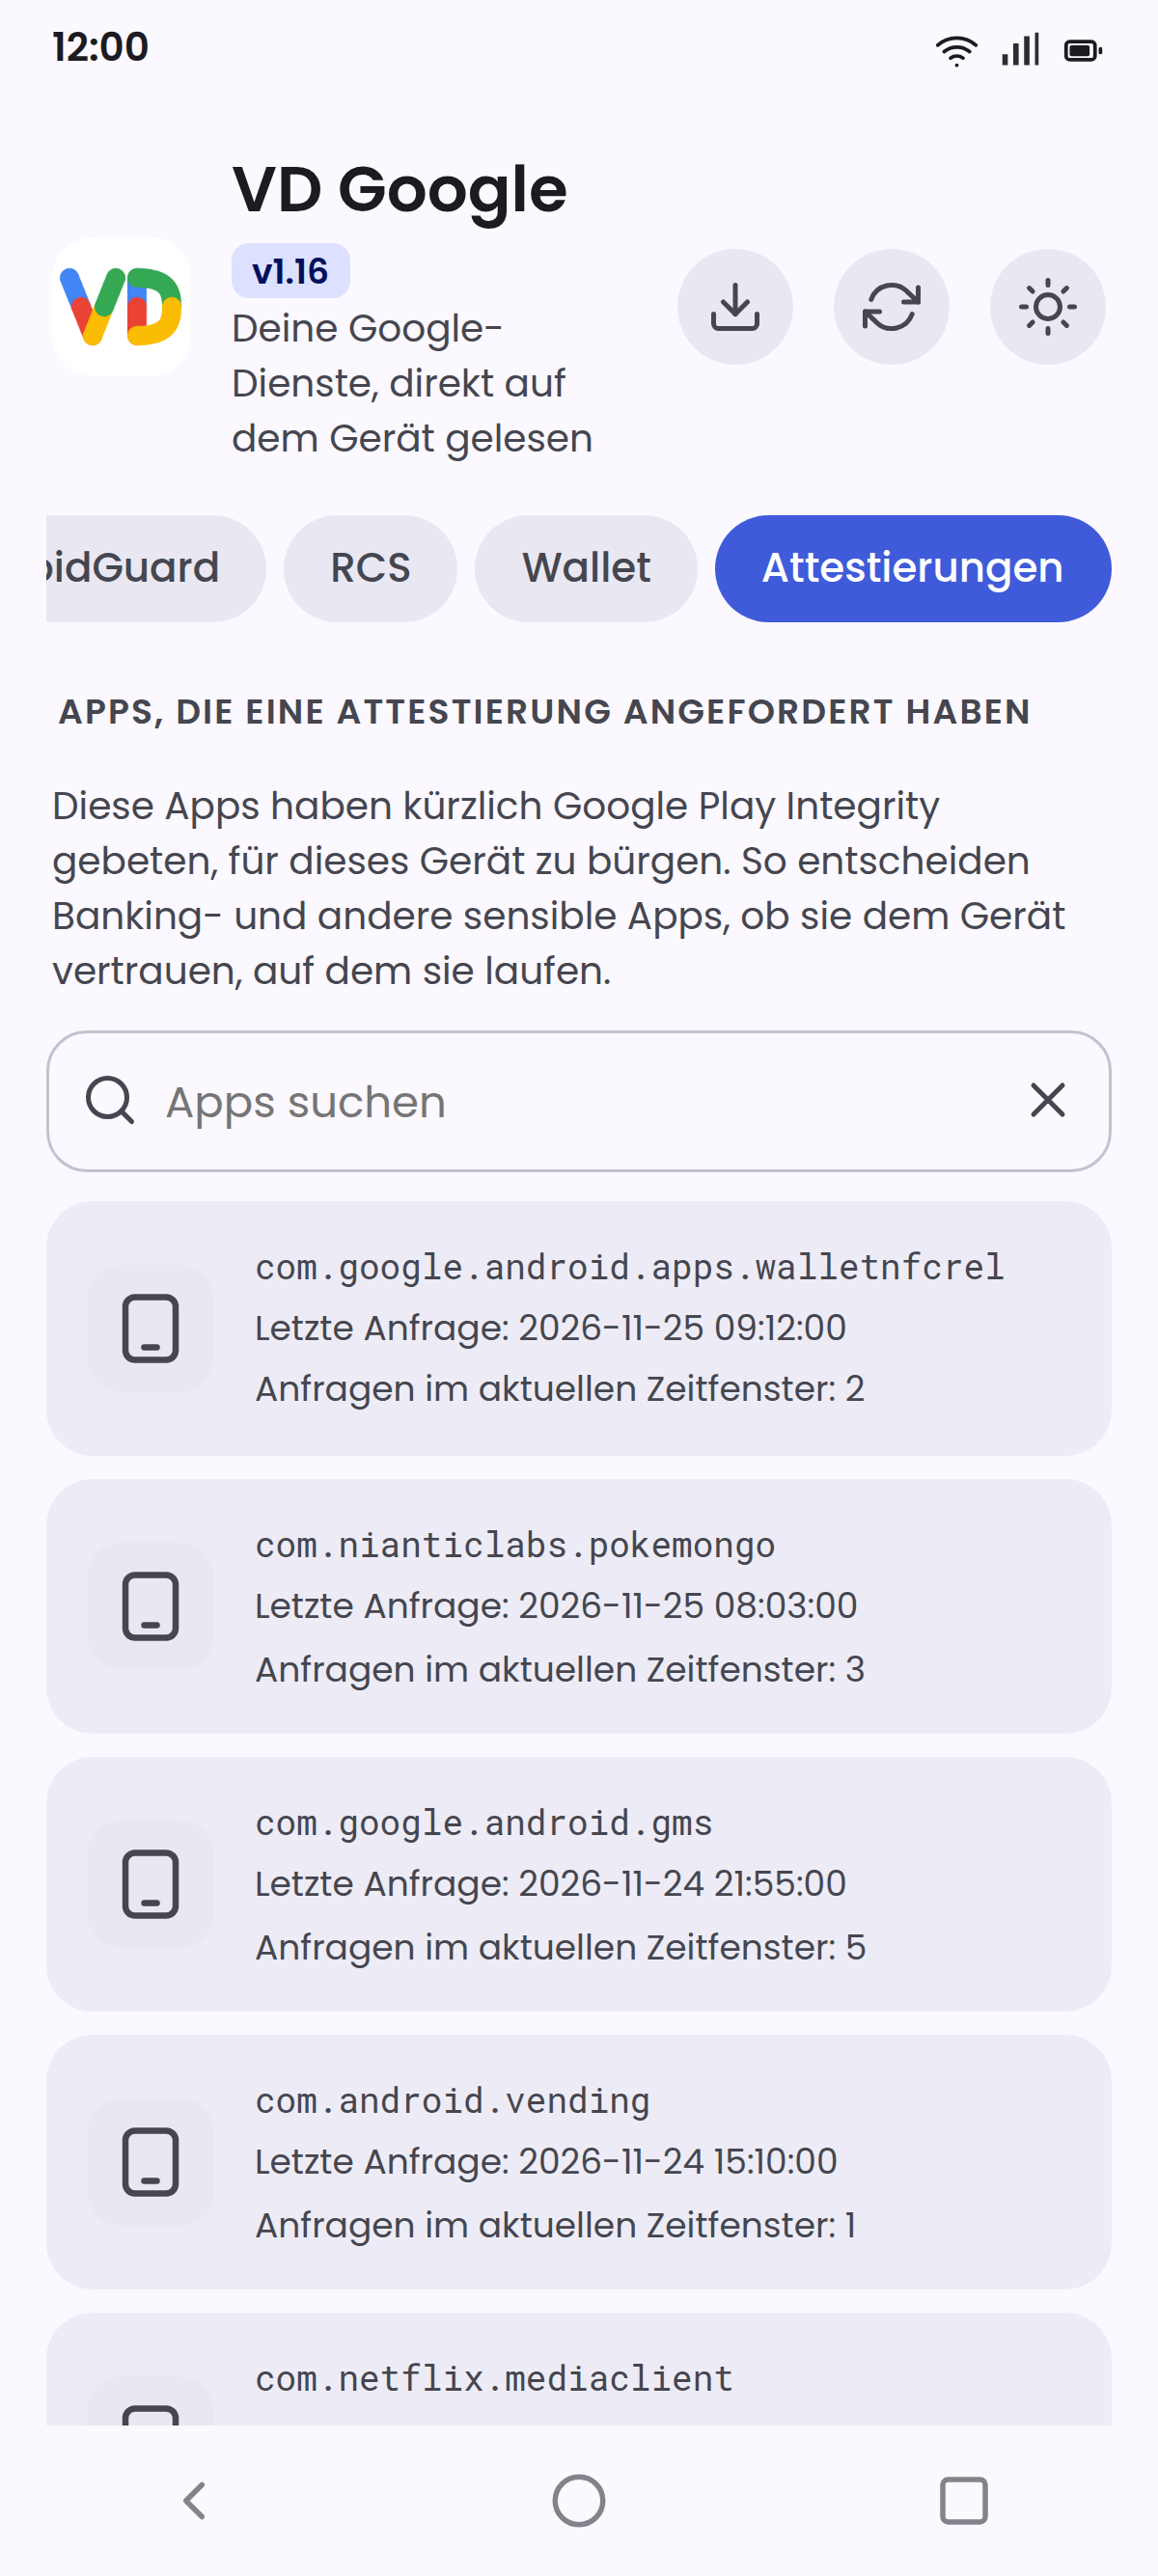 12:00
VD Google
VD
v1.16
Deine Google-
Dienste, direkt auf
dem Gerät gelesen
oidGuard
RCS
Wallet
Attestierungen
APPS, DIE EINE ATTESTIERUNG ANGEFORDERT HABEN
Diese Apps haben kürzlich Google Play Integrity
gebeten, für dieses Gerät zu bürgen. So entscheiden
Banking- und andere sensible Apps, ob sie dem Gerät
vertrauen, auf dem sie laufen.
Apps suchen
com.google.android.apps.walletnfcrel
Letzte Anfrage: 2026-11-25 09:12:00
Anfragen im aktuellen Zeitfenster: 2
com.nianticlabs.pokemongo
Letzte Anfrage: 2026-11-25 08:03:00
Anfragen im aktuellen Zeitfenster: 3
com.google.android.gms
Letzte Anfrage: 2026-11-24 21:55:00
Anfragen im aktuellen Zeitfenster: 5
com.android.vending
Letzte Anfrage: 2026-11-24 15:10:00
Anfragen im aktuellen Zeitfenster: 1
com.netflix.mediaclient